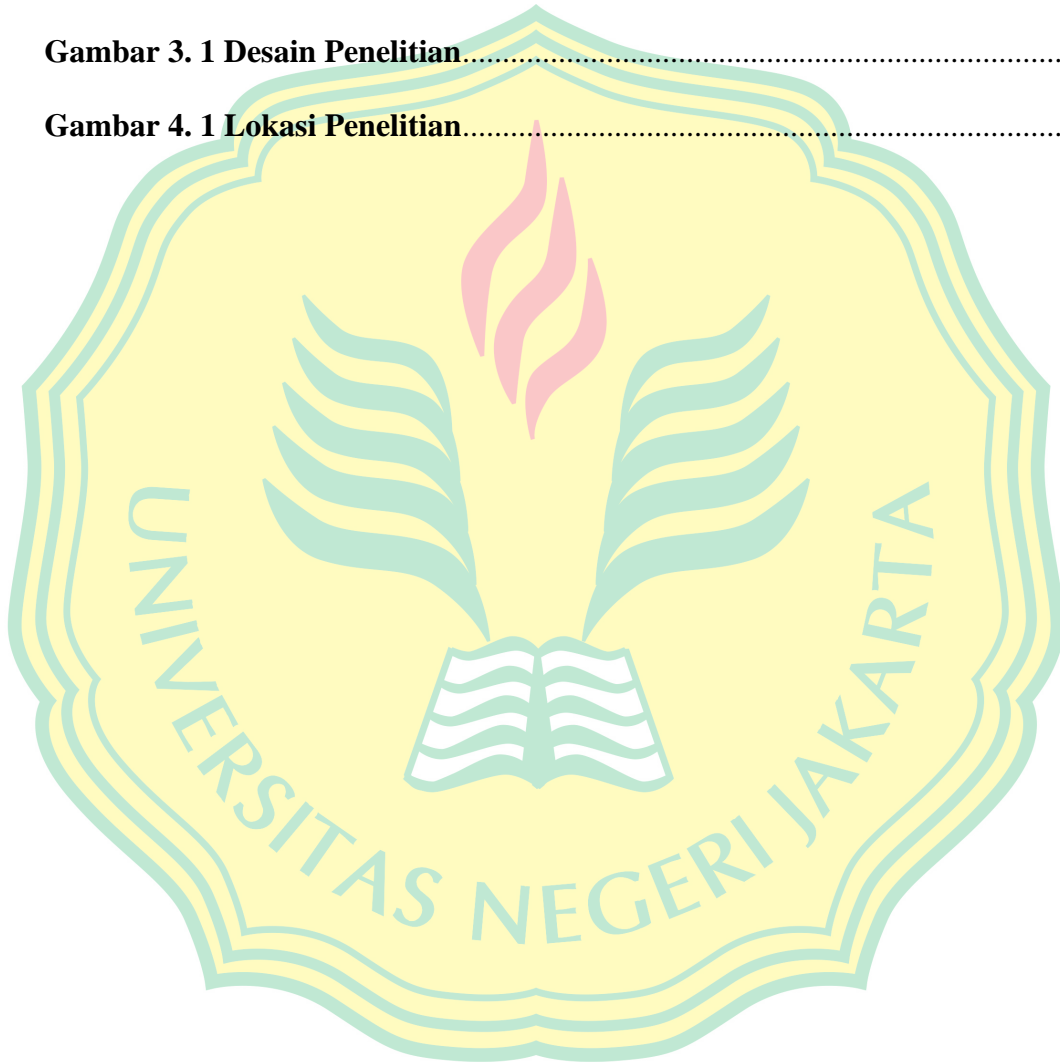 Gambar 3. 1 Desain Penelitian................................................................................
Gambar 4. 1 Lokasi Penelitian................................................................................
UNIVERSITAS NEGERI JAKARTA